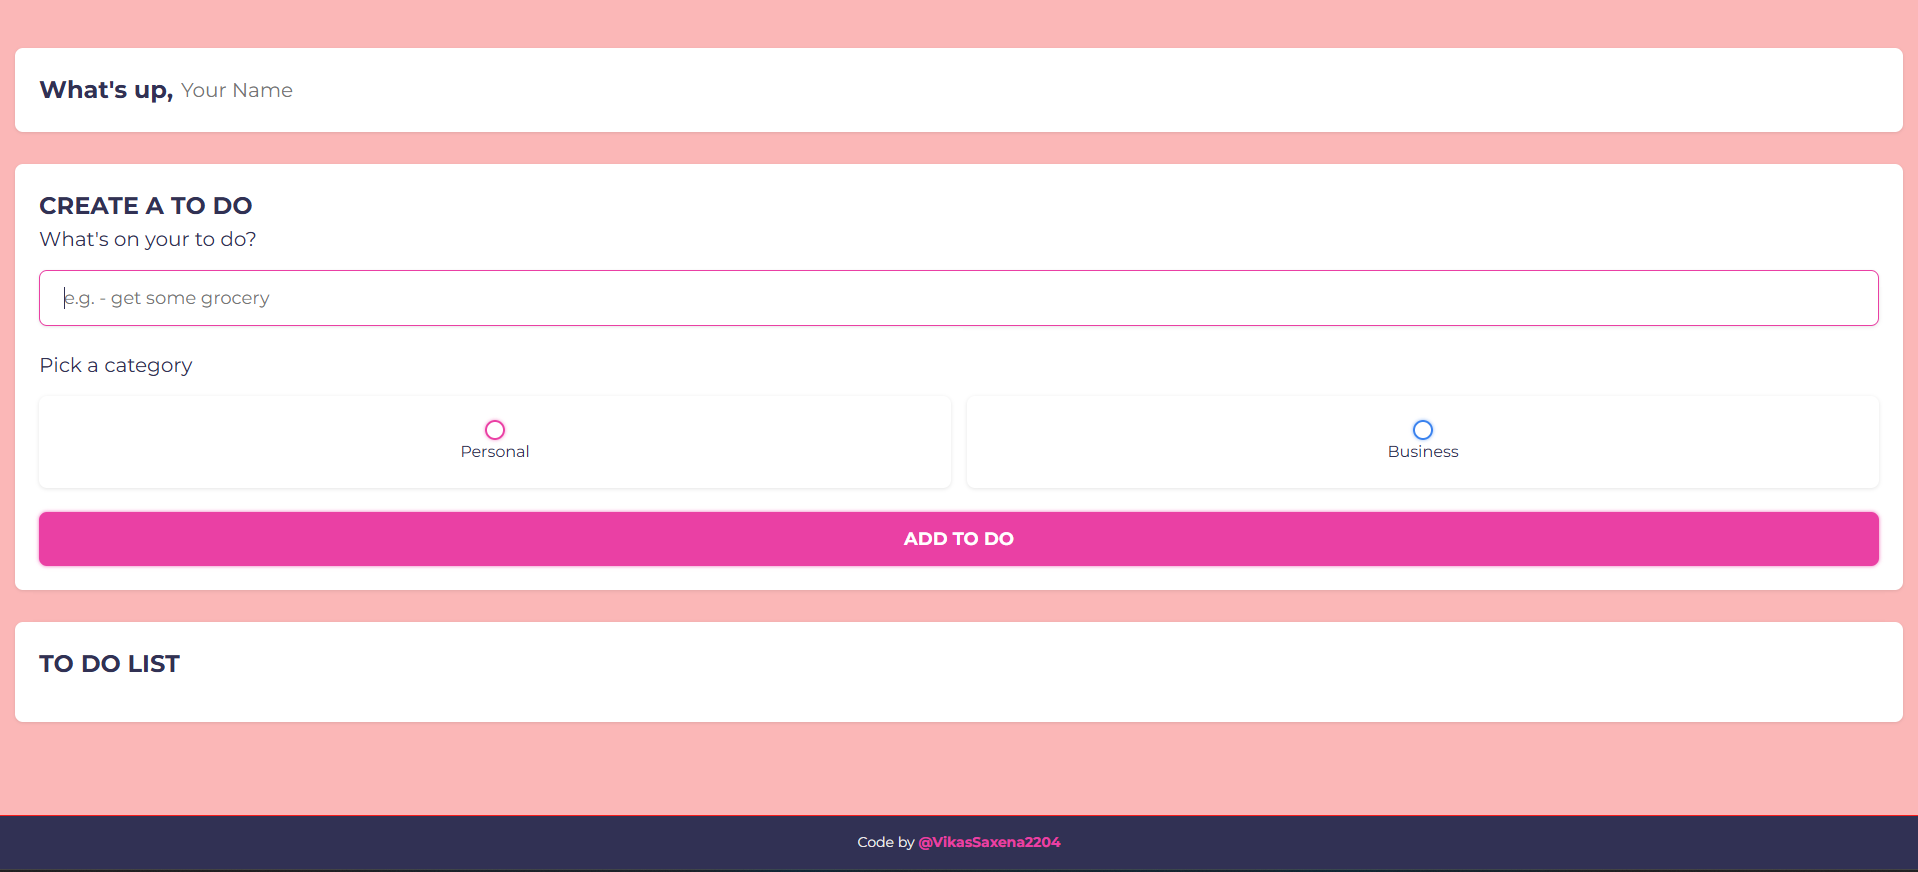 What's up, Your Name
CREATE A TO DO
What's on your to do?
e.g. - get some grocery
Pick a category
Personal
Business
ADD TO DO
TO DO LIST
Code by @VikasSaxena2204